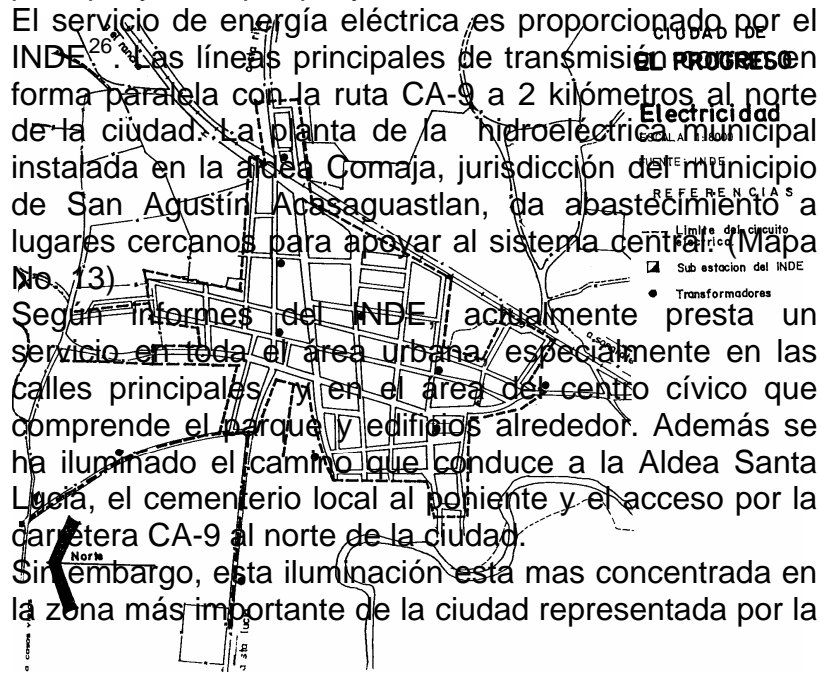 El servicio de energía eléctrica es proporcionado por el
INDE 26. Las líneas principales de transmisión en
forma paralela con la ruta CA-9 a 2 kilómetros al norte
de la ciudad. La planta de la hidroeléctrica municipal
instalada en la aldea Comaja, jurisdicción del municipio
de San Agustín Acasaguastlan, da abastecimiento a
lugares cercanos para apoyar al sistema central. (Mapa
No. 13)
Según informes del INDE, actualmente presta un
servicio en toda el área urbana, especialmente en las
calles principales y en el área del centro cívico que
comprende el parque y edificios alrededor. Además se
ha iluminado el camino que conduce a la Aldea Santa
Lucía, el cementerio local al poniente y el acceso por la
carretera CA-9 al norte de la ciudad.
Sin embargo, esta iluminación está mas concentrada en
la zona más importante de la ciudad representada por la
CIUDAD DE
EL PROGRESO
Electricidad
ESCALA 1:8000
FUENTE: INDE
REFERENCIAS
Limite del circuito
electrico
Sub estacion del INDE
Transformadores
Norte